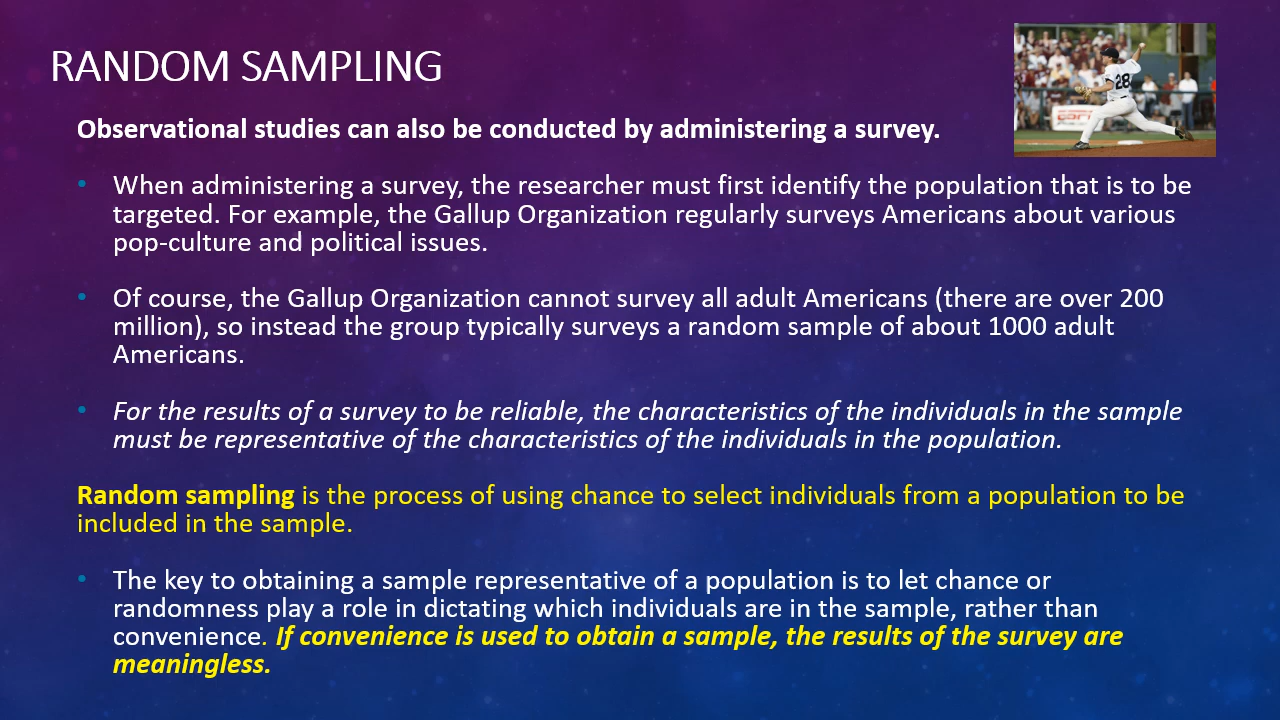 RANDOM SAMPLING
28
ESPN
Observational studies can also be conducted by administering a survey.
• When administering a survey, the researcher must first identify the population that is to be
targeted. For example, the Gallup Organization regularly surveys Americans about various
pop-culture and political issues.
• Of course, the Gallup Organization cannot survey all adult Americans (there are over 200
million), so instead the group typically surveys a random sample of about 1000 adult
Americans.
• For the results of a survey to be reliable, the characteristics of the individuals in the sample
must be representative of the characteristics of the individuals in the population.
Random sampling is the process of using chance to select individuals from a population to be
included in the sample.
• The key to obtaining a sample representative of a population is to let chance or
randomness play a role in dictating which individuals are in the sample, rather than
convenience. If convenience is used to obtain a sample, the results of the survey are
meaningless.